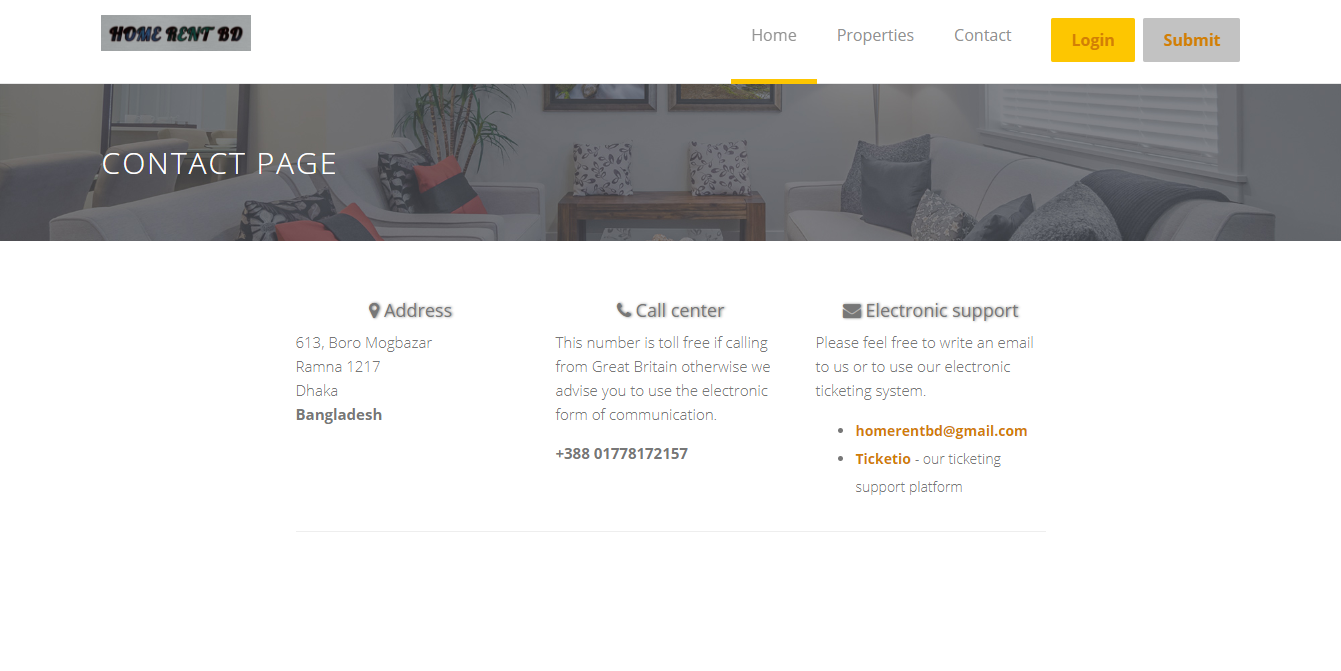 HOME RENT BD
Home
Properties
Contact
Login
Submit
CONTACT PAGE
Address
613, Boro Mogbazar
Ramna 1217
Dhaka
Bangladesh
Call center
This number is toll free if calling
from Great Britain otherwise we
advise you to use the electronic
form of communication.
+388 01778172157
Electronic support
Please feel free to write an email
to us or to use our electronic
ticketing system.
homerentbd@gmail.com
Ticketio - our ticketing
support platform